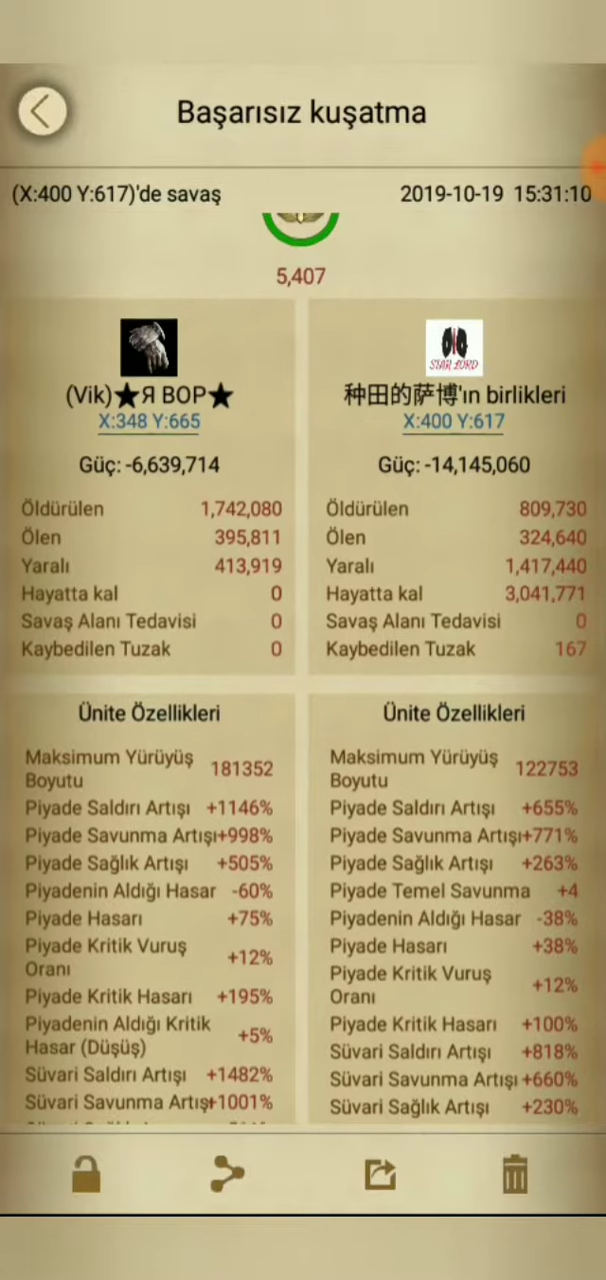 Başarısız kuşatma
(X:400 Y:617)'de savaş 2019-10-19 15:31:10
5,407
STAR LORD
(Vik)★Я ВОР★
X:348 Y:665
Güç: -6,639,714
Öldürülen 1,742,080
Ölen 395,811
Yaralı 413,919
Hayatta kal 0
Savaş Alanı Tedavisi 0
Kaybedilen Tuzak 0
种田的萨博'ın birlikleri
X:400 Y:617
Güç: -14,145,060
Öldürülen 809,730
Ölen 324,640
Yaralı 1,417,440
Hayatta kal 3,041,771
Savaş Alanı Tedavisi 0
Kaybedilen Tuzak 167
Ünite Özellikleri
Maksimum Yürüyüş
Boyutu 181352
Piyade Saldırı Artışı +1146%
Piyade Savunma Artışı+998%
Piyade Sağlık Artışı +505%
Piyadenin Aldığı Hasar -60%
Piyade Hasarı +75%
Piyade Kritik Vuruş
Oranı +12%
Piyade Kritik Hasarı +195%
Piyadenin Aldığı Kritik
Hasar (Düşüş) +5%
Süvari Saldırı Artışı +1482%
Süvari Savunma Artış+1001%
Ünite Özellikleri
Maksimum Yürüyüş
Boyutu 122753
Piyade Saldırı Artışı +655%
Piyade Savunma Artışı+771%
Piyade Sağlık Artışı +263%
Piyade Temel Savunma +4
Piyadenin Aldığı Hasar -38%
Piyade Hasarı +38%
Piyade Kritik Vuruş
Oranı +12%
Piyade Kritik Hasarı +100%
Süvari Saldırı Artışı +818%
Süvari Savunma Artışı +660%
Süvari Sağlık Artışı +230%